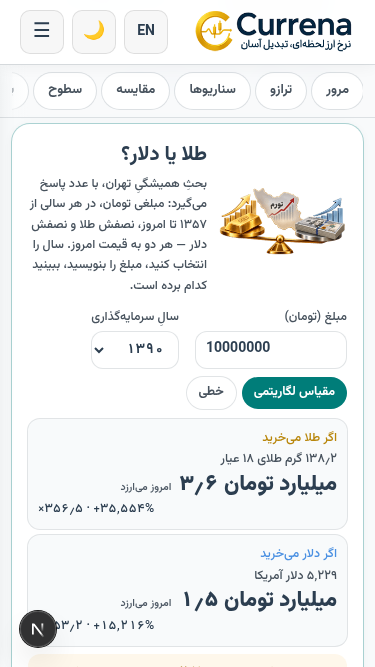 Currena
نرخ ارز لحظه‌ای، تبدیل آسان
EN
مرور
ترازو
سناریوها
مقایسه
سطوح
طلا یا دلار؟
بحثِ همیشگیِ تهران، با عدد پاسخ
می‌گیرد: مبلغی تومان، در هر سالی از
۱۳۵۷ تا امروز، نصفش طلا و نصفش
دلار — هر دو به قیمت امروز. سال را
انتخاب کنید، مبلغ را بنویسید، ببینید
کدام برده است.
تورم
مبلغ (تومان)
سالِ سرمایه‌گذاری
10000000
۱۳۹۰
مقیاس لگاریتمی
خطی
اگر طلا می‌خرید
۱۳۸٫۲ گرم طلای ۱۸ عیار
۳٫۶ میلیارد تومان امروز می‌ارزد
×۳۵۶٫۵ · +۳۵,۵۵۴%
اگر دلار می‌خرید
۵,۲۲۹ دلار آمریکا
۱٫۵ میلیارد تومان امروز می‌ارزد
۵۳٫۲ · +۱۵,۲۱۶%
N